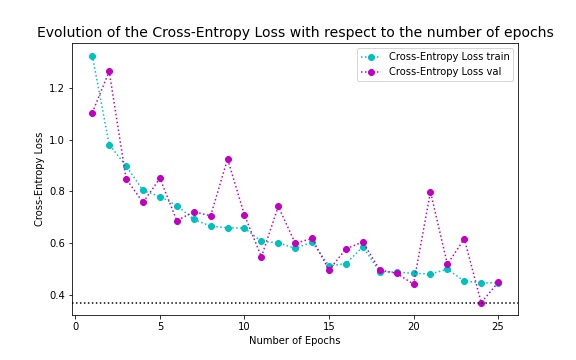 Evolution of the Cross-Entropy Loss with respect to the number of epochs
Cross-Entropy Loss train
Cross-Entropy Loss val
Cross-Entropy Loss
1.2
1.0
0.8
0.6
0.4
0 5 10 15 20 25
Number of Epochs